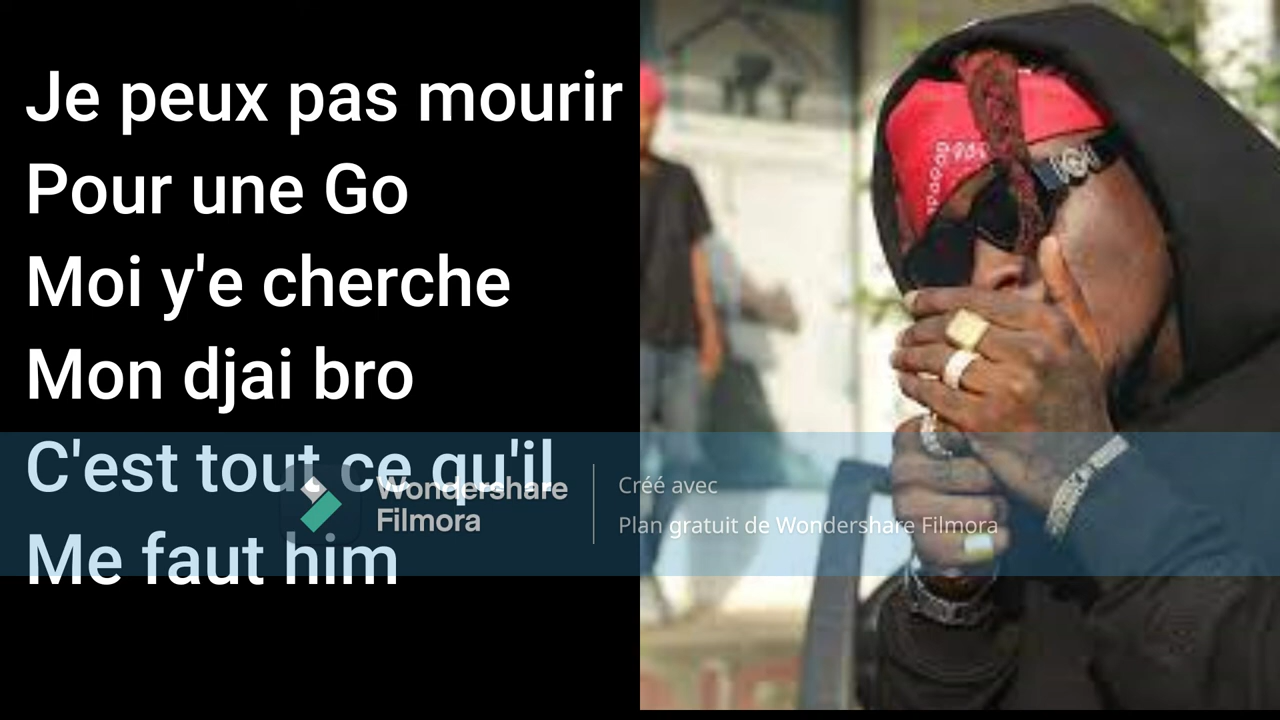 Je peux pas mourir
Pour une Go
Moi y'e cherche
Mon djai bro
C'est tout ce qu'il
Me faut him
Wondershare
Filmora
Créé avec
Plan gratuit de Wondershare Filmora